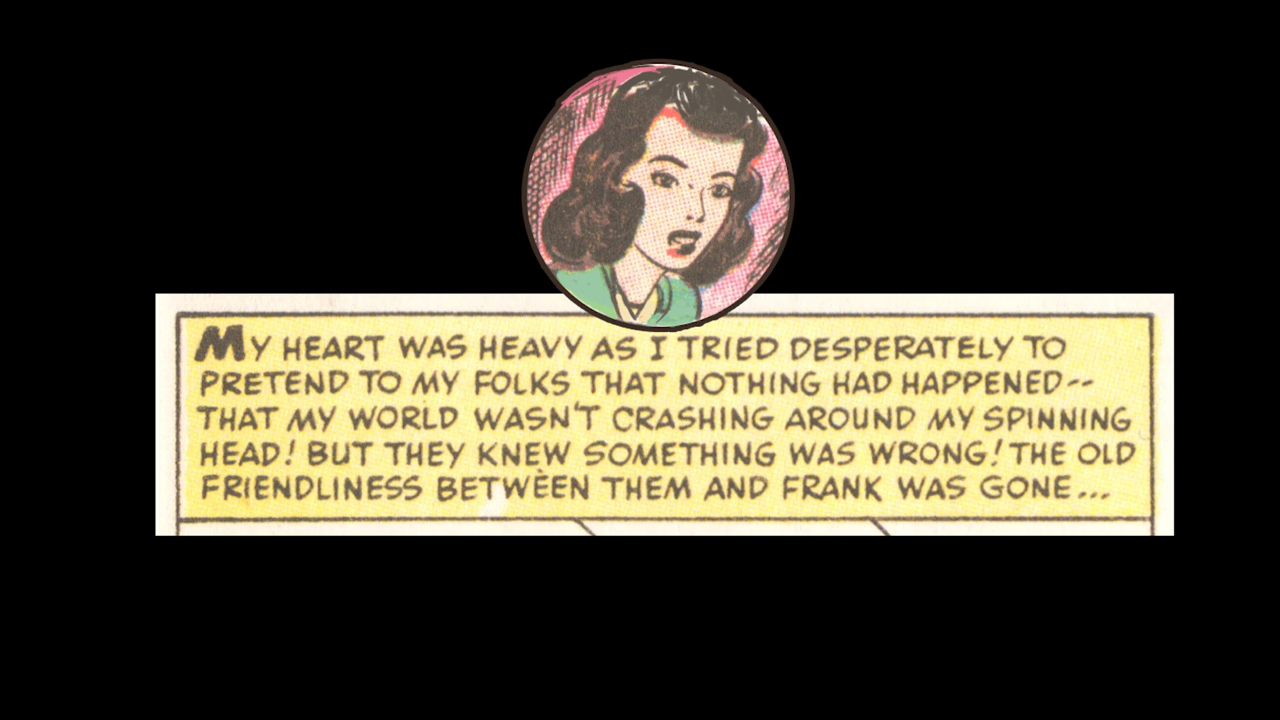 MY HEART WAS HEAVY AS I TRIED DESPERATELY TO
PRETEND TO MY FOLKS THAT NOTHING HAD HAPPENED--
THAT MY WORLD WASN'T CRASHING AROUND MY SPINNING
HEAD! BUT THEY KNEW SOMETHING WAS WRONG! THE OLD
FRIENDLINESS BETWEEN THEM AND FRANK WAS GONE...